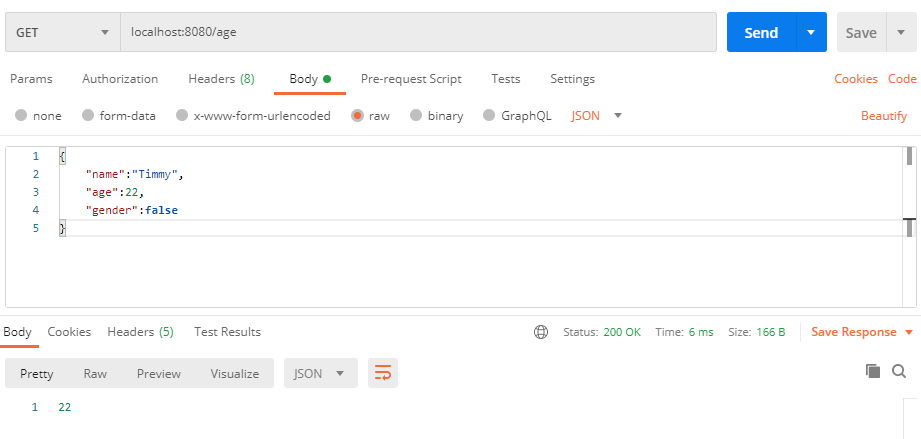 GET localhost:8080/age Send Save
Params Authorization Headers (8) Body Pre-request Script Tests Settings Cookies Code
none form-data x-www-form-urlencoded raw binary GraphQL JSON Beautify
1 {
2 "name":"Timmy",
3 "age":22,
4 "gender":false
5 }
Body Cookies Headers (5) Test Results Status: 200 OK Time: 6 ms Size: 166 B Save Response
Pretty Raw Preview Visualize JSON
1 22